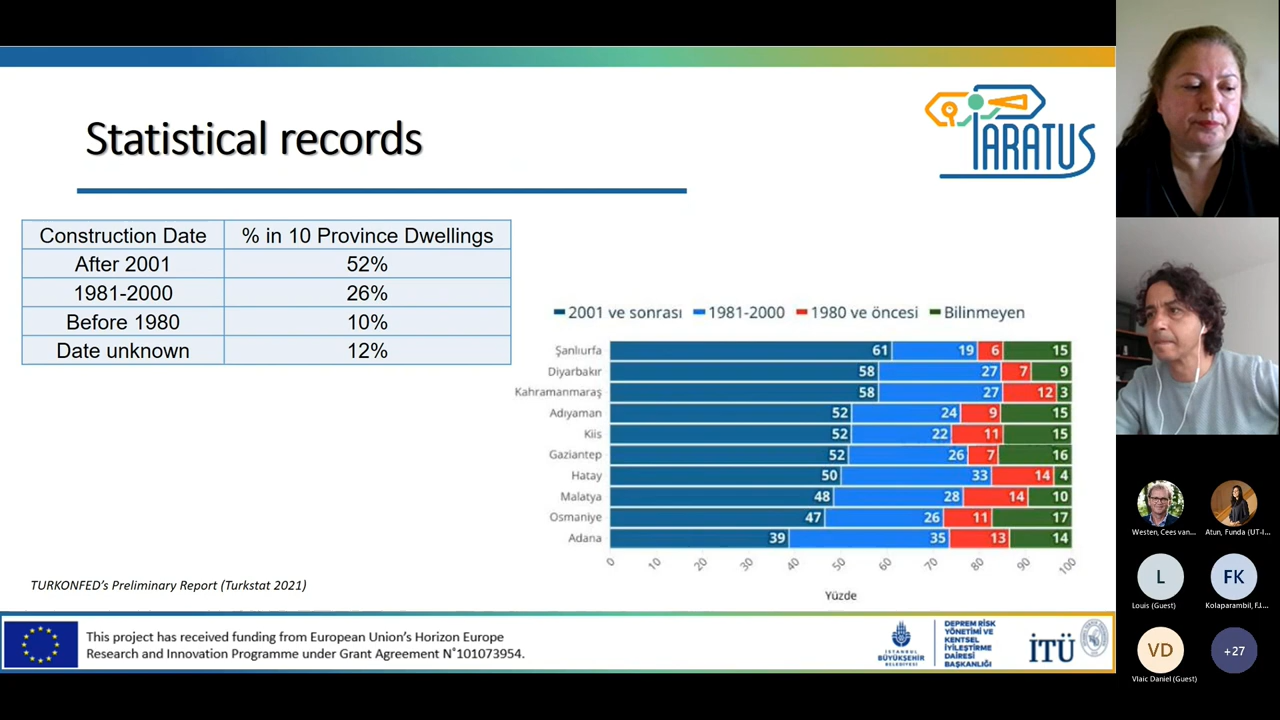 Statistical records
PARATUS
Construction Date % in 10 Province Dwellings
After 2001 52%
1981-2000 26%
Before 1980 10%
Date unknown 12%
2001 ve sonrası 1981-2000 1980 ve öncesi Bilinmeyen
Şanlıurfa 61 19 6 15
Diyarbakır 58 27 7 9
Kahramanmaraş 58 27 12 3
Adıyaman 52 24 9 15
Kiis 52 22 11 15
Gaziantep 52 26 7 16
Hatay 50 33 14 4
Malatya 48 28 14 10
Osmaniye 47 26 11 17
Adana 39 35 13 14
0 10 20 30 40 50 60 70 80 90 100
Yüzde
TURKONFED's Preliminary Report (Turkstat 2021)
This project has received funding from European Union's Horizon Europe
Research and Innovation Programme under Grant Agreement N°101073954.
İSTANBUL
BÜYÜKŞEHİR
BELEDİYESİ
DEPREM RİSK
YÖNETİMİ VE
KENTSEL
İYİLEŞTİRME
DAİRESİ
BAŞKANLIĞI
İTÜ
Westen, Cees van...
Atun, Funda (UT-I...
L
Louis (Guest)
FK
Kolaparambil, F.I....
VD
Vlaic Daniel (Guest)
+27